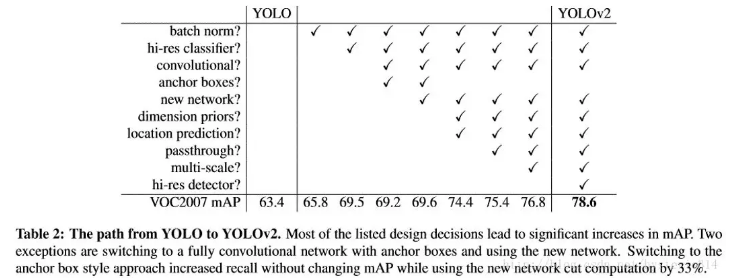 YOLO YOLOv2
batch norm? ✓ ✓ ✓ ✓ ✓ ✓ ✓ ✓
hi-res classifier? ✓ ✓ ✓ ✓ ✓ ✓ ✓
convolutional? ✓ ✓ ✓ ✓ ✓ ✓
anchor boxes? ✓ ✓
new network? ✓ ✓ ✓ ✓ ✓
dimension priors? ✓ ✓ ✓ ✓
location prediction? ✓ ✓ ✓ ✓
passthrough? ✓ ✓ ✓
multi-scale? ✓ ✓
hi-res detector? ✓
VOC2007 mAP 63.4 65.8 69.5 69.2 69.6 74.4 75.4 76.8 78.6
Table 2: The path from YOLO to YOLOv2. Most of the listed design decisions lead to significant increases in mAP. Two
exceptions are switching to a fully convolutional network with anchor boxes and using the new network. Switching to the
anchor box style approach increased recall without changing mAP while using the new network cut computation by 33%.